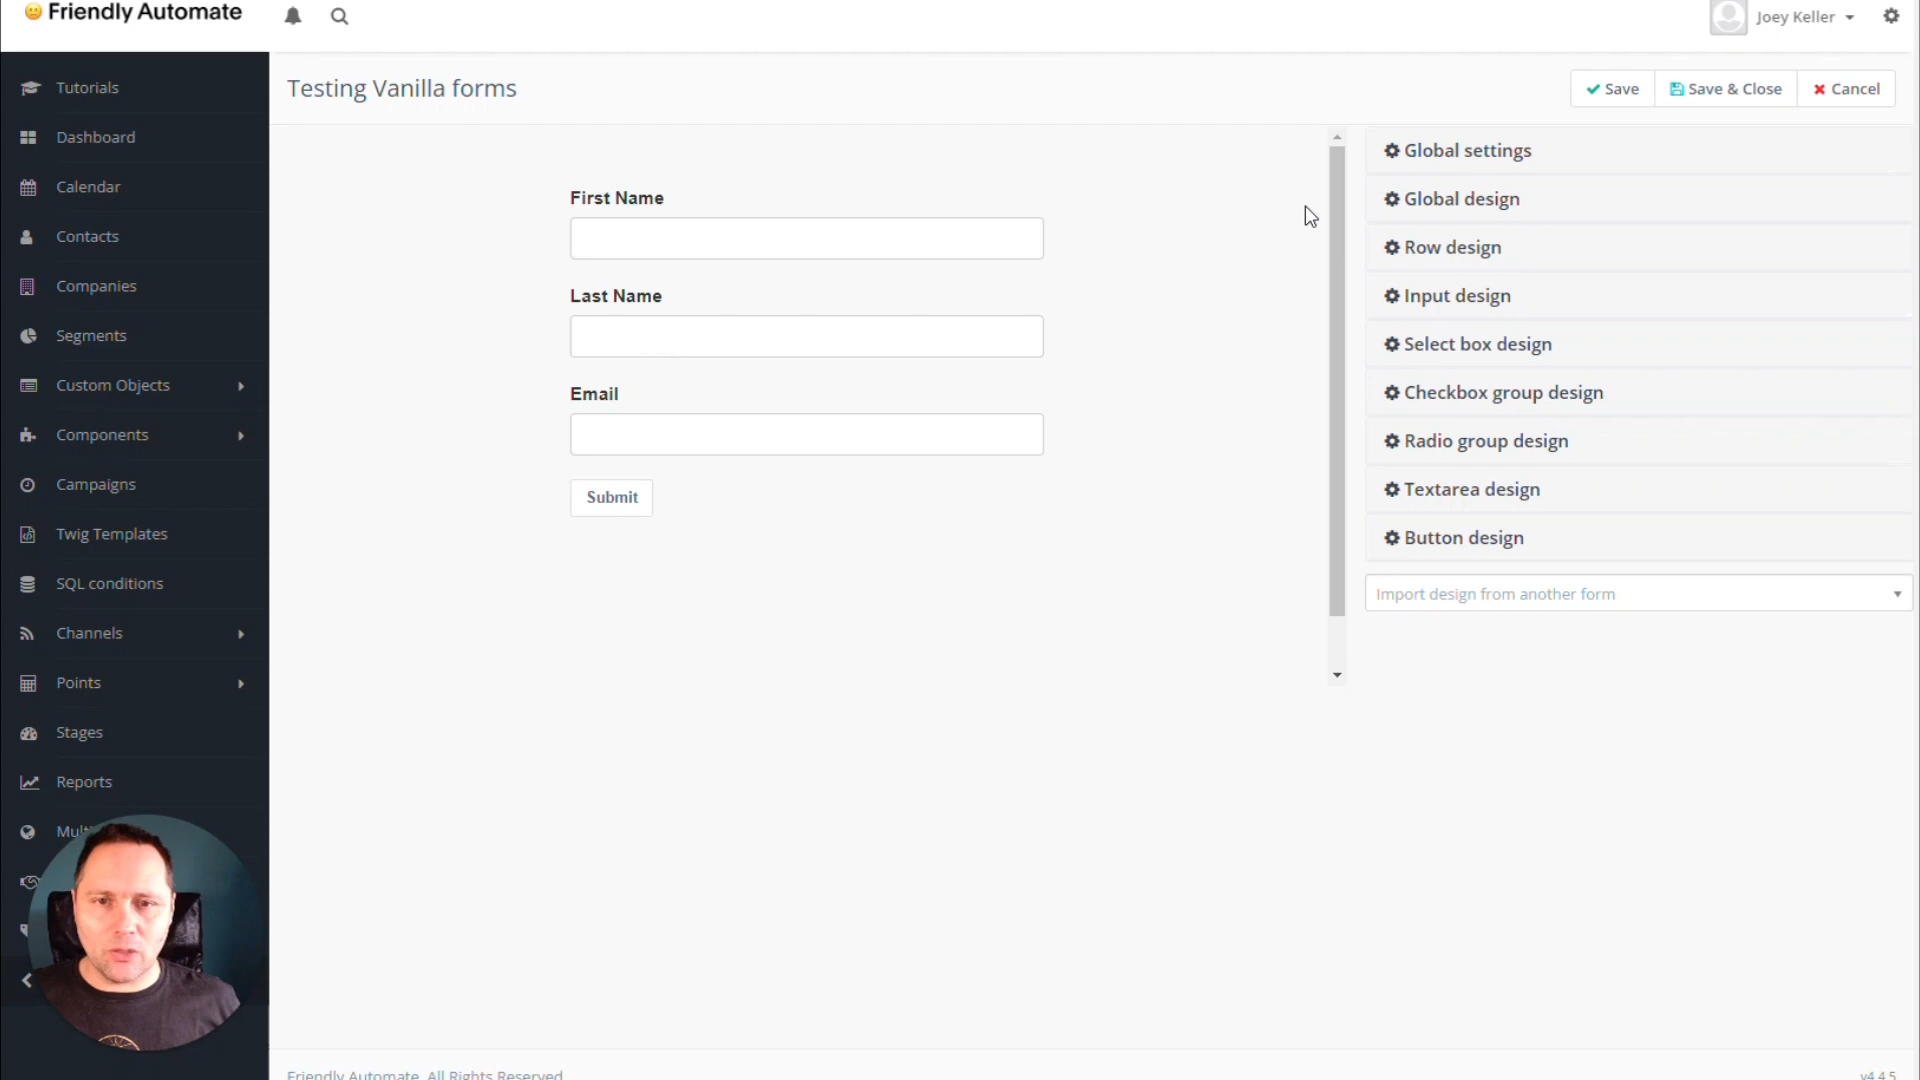 Friendly Automate
Joey Keller
Tutorials
Dashboard
Calendar
Contacts
Companies
Segments
Custom Objects
Components
Campaigns
Twig Templates
SQL conditions
Channels
Points
Stages
Reports
Testing Vanilla forms
Save
Save & Close
Cancel
First Name
Last Name
Email
Submit
Global settings
Global design
Row design
Input design
Select box design
Checkbox group design
Radio group design
Textarea design
Button design
Import design from another form
Friendly Automate. All Rights Reserved.
v4.4.5